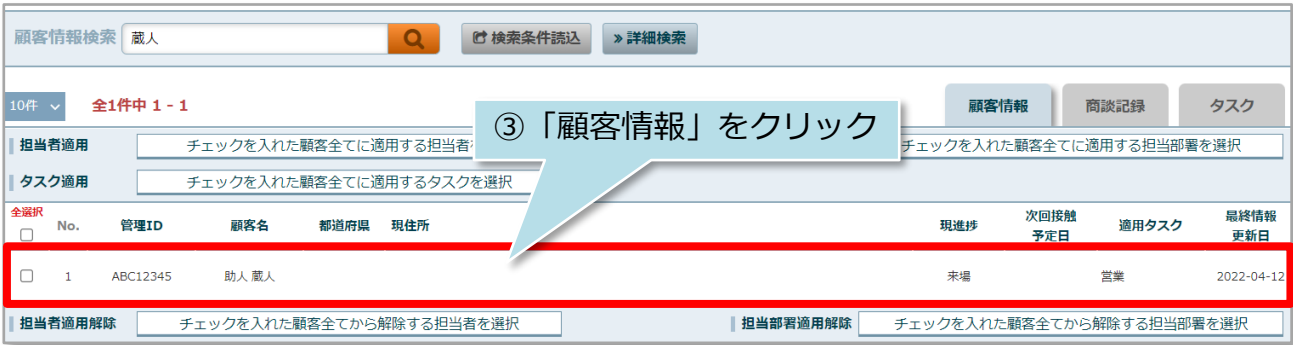 顧客情報検索 蔵人 検索条件読込 » 詳細検索
10件 全1件中 1 - 1 顧客情報 商談記録 タスク
③「顧客情報」をクリック
担当者適用 チェックを入れた顧客全てに適用する担当者を チェックを入れた顧客全てに適用する担当部署を選択
タスク適用 チェックを入れた顧客全てに適用するタスクを選択
全選択 No. 管理ID 顧客名 都道府県 現住所 現進捗 次回接触予定日 適用タスク 最終情報更新日
1 ABC12345 助人 蔵人 来場 営業 2022-04-12
担当者適用解除 チェックを入れた顧客全てから解除する担当者を選択 担当部署適用解除 チェックを入れた顧客全てから解除する担当部署を選択